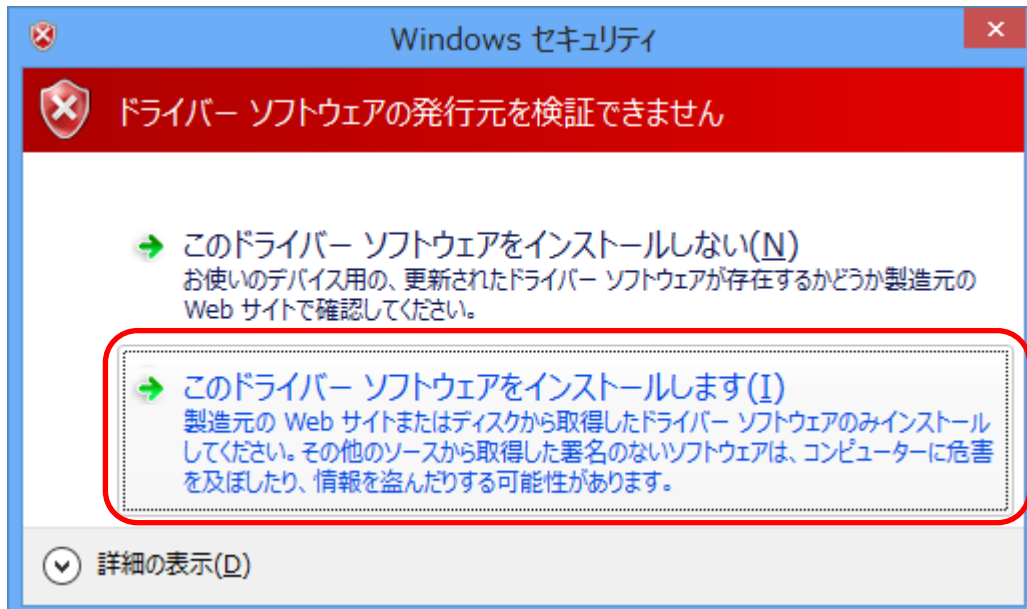 Windows セキュリティ
ドライバー ソフトウェアの発行元を検証できません
このドライバー ソフトウェアをインストールしない(N)
お使いのデバイス用の、更新されたドライバー ソフトウェアが存在するかどうか製造元の
Web サイトで確認してください。
このドライバー ソフトウェアをインストールします(I)
製造元の Web サイトまたはディスクから取得したドライバー ソフトウェアのみインストール
してください。その他のソースから取得した署名のないソフトウェアは、コンピューターに危害
を及ぼしたり、情報を盗んだりする可能性があります。
詳細の表示(D)